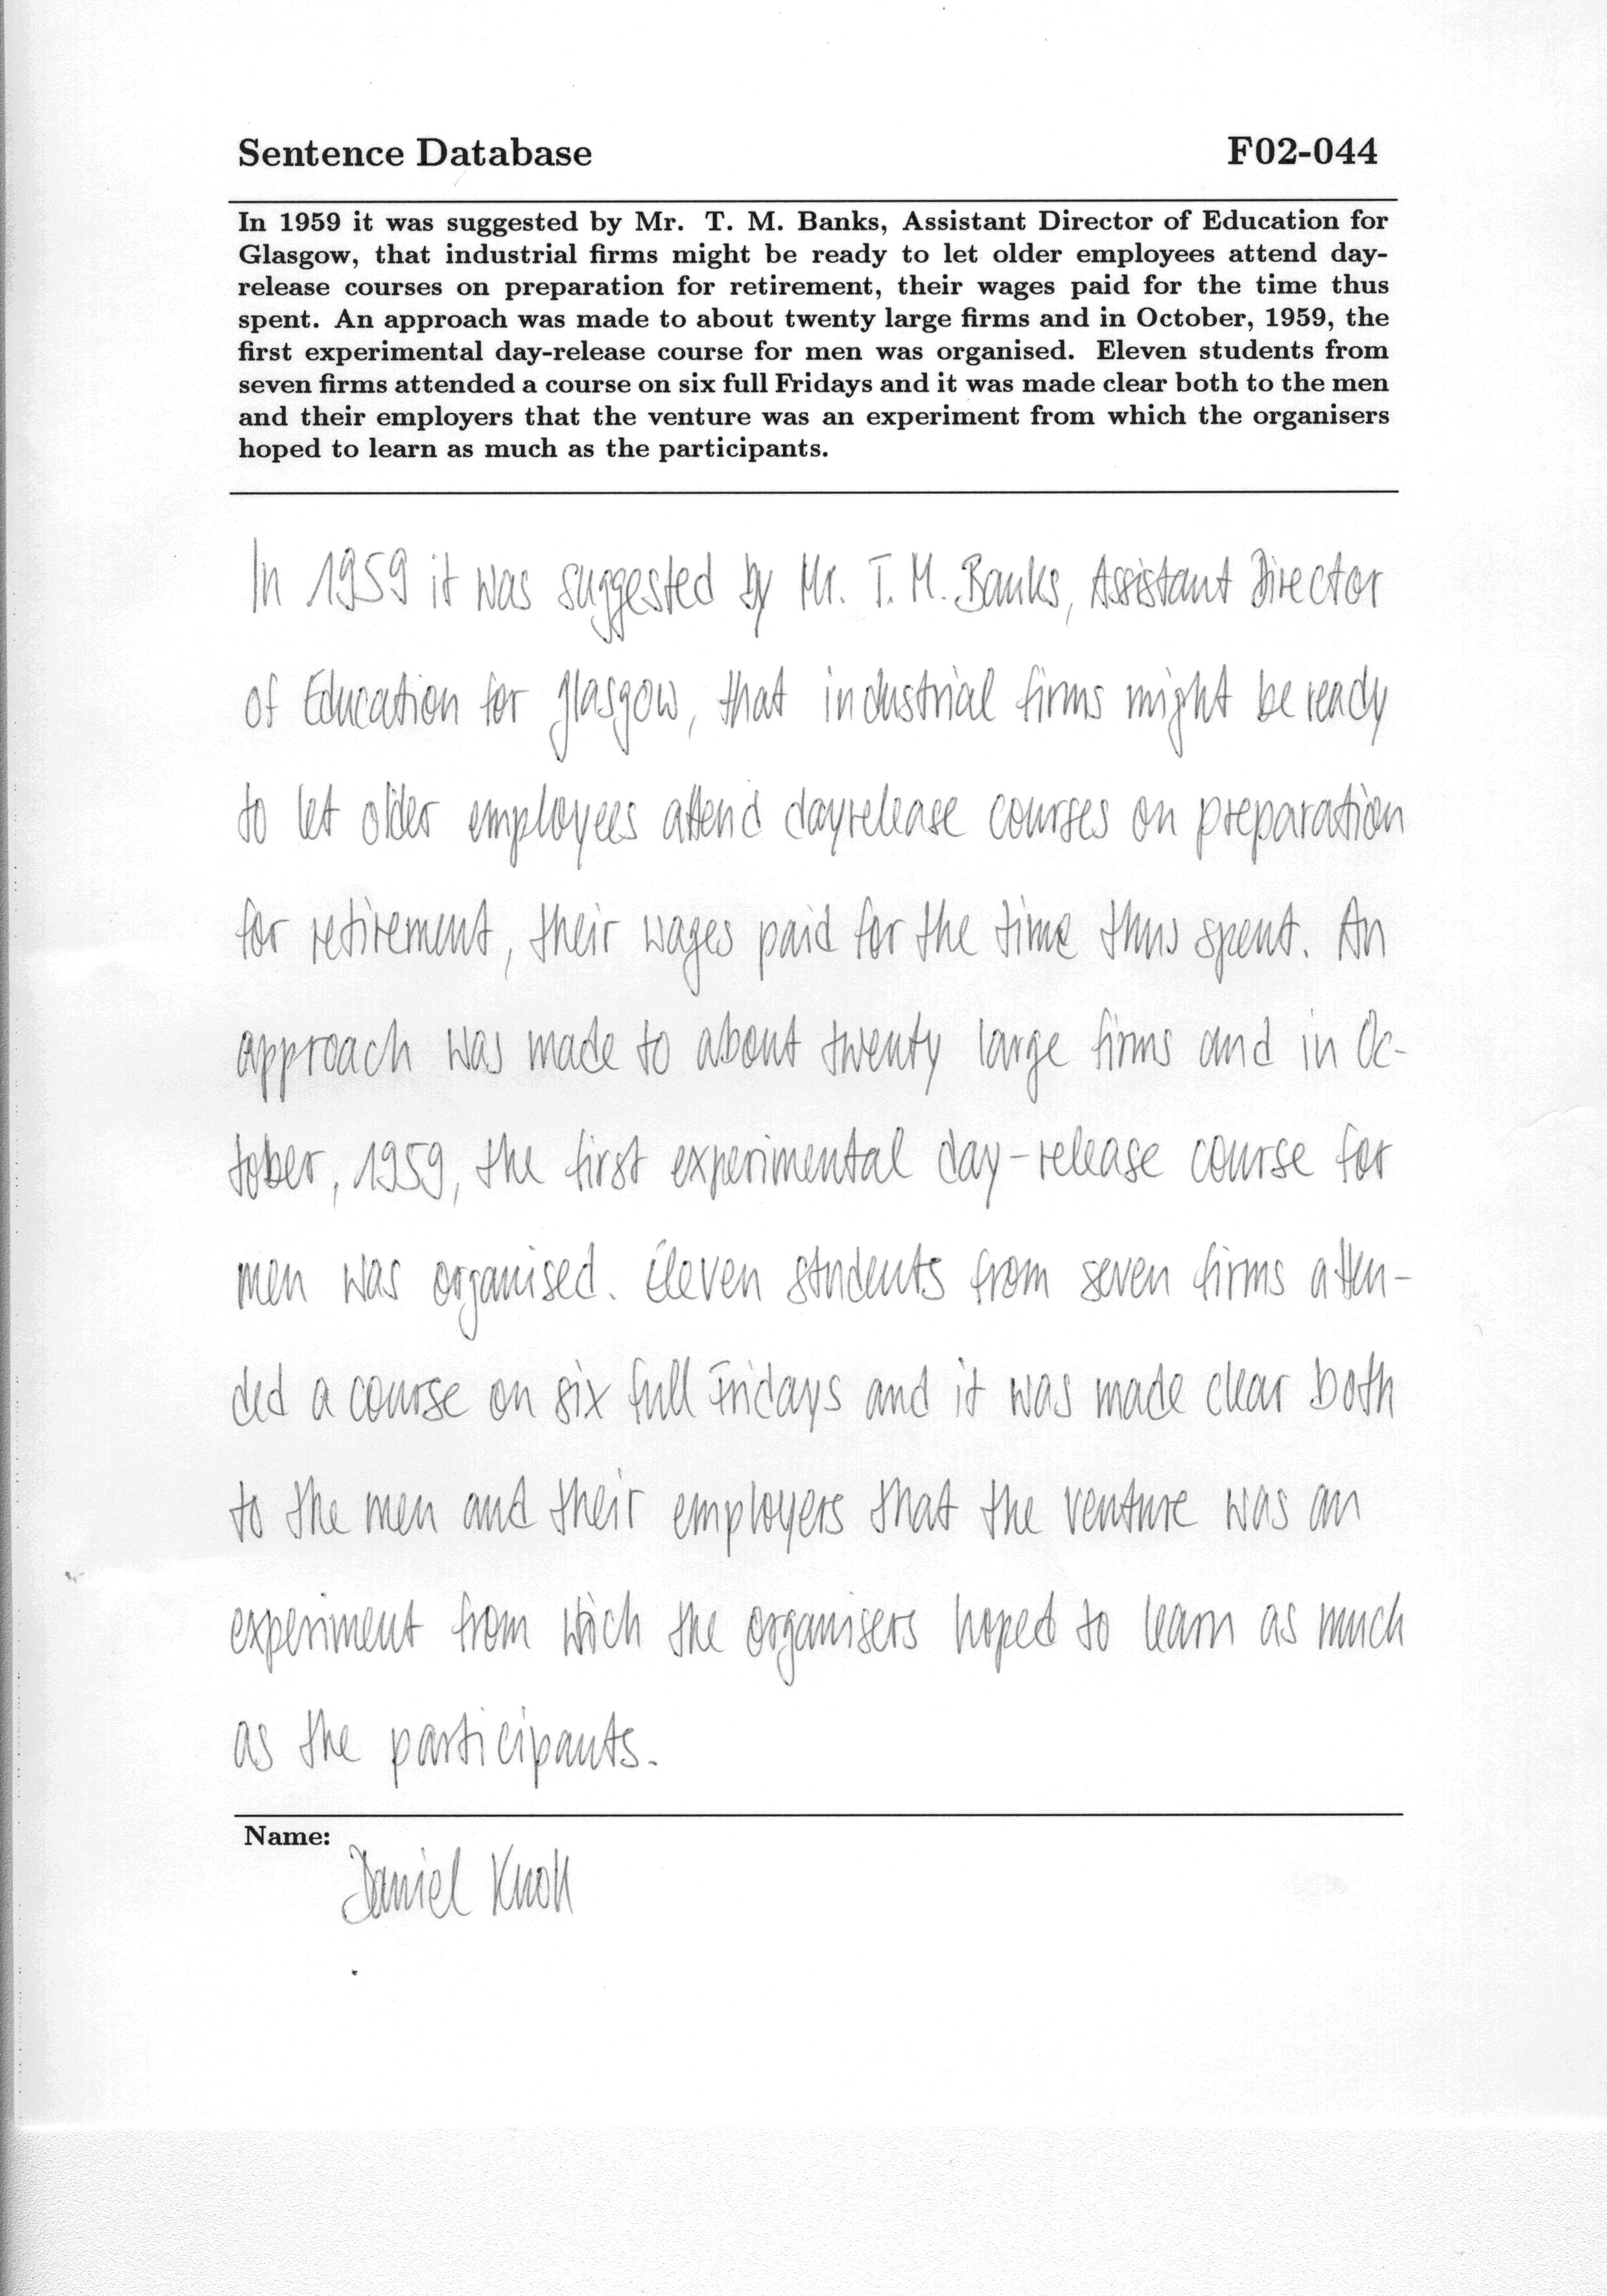 Sentence Database F02-044
In 1959 it was suggested by Mr. T. M. Banks, Assistant Director of Education for
Glasgow, that industrial firms might be ready to let older employees attend day-
release courses on preparation for retirement, their wages paid for the time thus
spent. An approach was made to about twenty large firms and in October, 1959, the
first experimental day-release course for men was organised. Eleven students from
seven firms attended a course on six full Fridays and it was made clear both to the men
and their employers that the venture was an experiment from which the organisers
hoped to learn as much as the participants.
In 1959 it was suggested by Mr. T. M. Banks, Assistant Director
of Education for Glasgow, that industrial firms might be ready
to let older employees attend dayrelease courses on preparation
for retirement, their wages paid for the time thus spent. An
approach was made to about twenty large firms and in Oc-
tober, 1959, the first experimental day-release course for
men was organised. Eleven students from seven firms atten-
ded a course on six full Fridays and it was made clear both
to the men and their employers that the venture was an
experiment from wich the organisers hoped to learn as much
as the participants.
Name:
Daniel Knoll